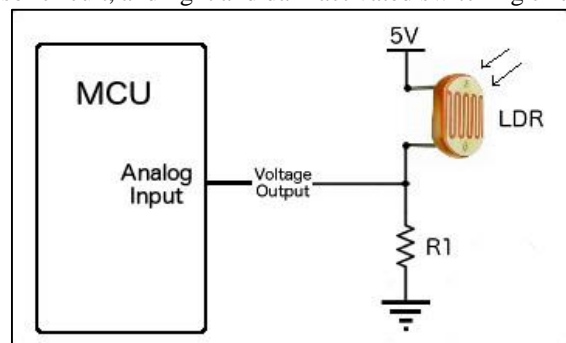 5V
MCU
LDR
Analog
Input
Voltage
Output
R1